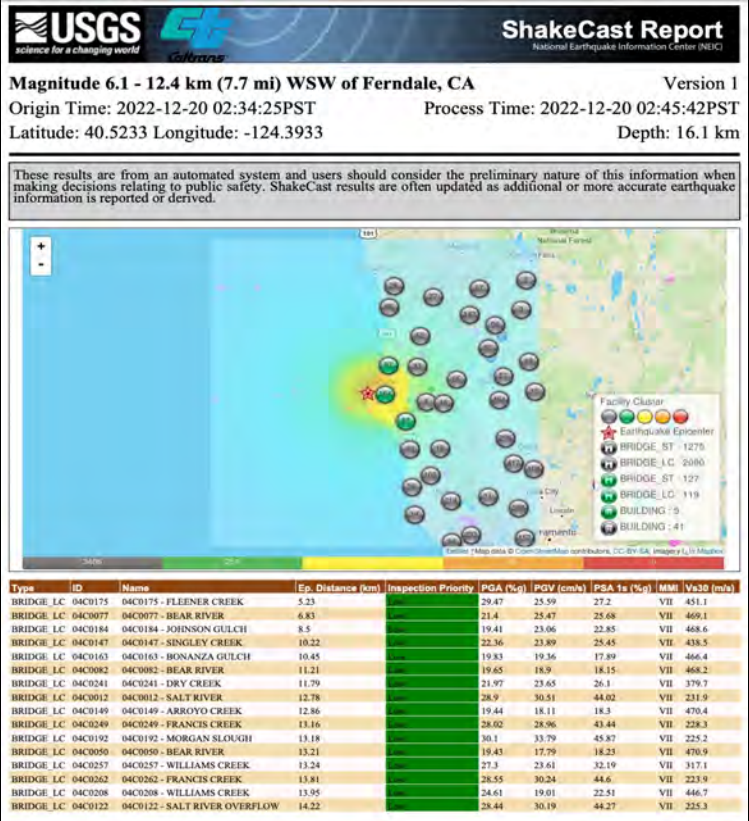 USGS
science for a changing world
Caltrans
ShakeCast Report
National Earthquake Information Center (NEIC)
Magnitude 6.1 - 12.4 km (7.7 mi) WSW of Ferndale, CA
Version 1
Origin Time: 2022-12-20 02:34:25PST
Process Time: 2022-12-20 02:45:42PST
Latitude: 40.5233 Longitude: -124.3933
Depth: 16.1 km
These results are from an automated system and users should consider the preliminary nature of this information when
making decisions relating to public safety. ShakeCast results are often updated as additional or more accurate earthquake
information is reported or derived.
+
-
101
National Forest
Facility Cluster
Earthquake Epicenter
BRIDGE_ST : 1275
BRIDGE_LC : 2090
BRIDGE_ST : 127
BRIDGE_LC : 119
BUILDING : 5
BUILDING : 41
Lincoln
Map data © OpenStreetMap contributors, CC-BY-SA, Imagery © Mapbox
Type ID Name Ep. Distance (km) Inspection Priority PGA (%g) PGV (cm/s) PSA 1s (%g) MMI Vs30 (m/s)
BRIDGE_LC 04C0175 04C0175 - FLEENER CREEK 5.23 Low 29.47 25.59 27.2 VII 451.1
BRIDGE_LC 04C0077 04C0077 - BEAR RIVER 6.83 Low 21.4 25.47 25.68 VII 469.1
BRIDGE_LC 04C0184 04C0184 - JOHNSON GULCH 8.5 Low 19.41 23.06 22.85 VII 468.6
BRIDGE_LC 04C0147 04C0147 - SINGLEY CREEK 10.22 Low 22.36 23.89 25.45 VII 438.5
BRIDGE_LC 04C0163 04C0163 - BONANZA GULCH 10.45 Low 19.83 19.36 17.89 VII 466.4
BRIDGE_LC 04C0082 04C0082 - BEAR RIVER 11.21 Low 19.65 18.9 18.15 VII 468.2
BRIDGE_LC 04C0241 04C0241 - DRY CREEK 11.79 Low 21.97 23.65 26.1 VII 379.7
BRIDGE_LC 04C0012 04C0012 - SALT RIVER 12.78 Low 28.9 30.51 44.02 VII 231.9
BRIDGE_LC 04C0149 04C0149 - ARROYO CREEK 12.86 Low 19.44 18.11 18.3 VII 470.4
BRIDGE_LC 04C0249 04C0249 - FRANCIS CREEK 13.16 Low 28.02 28.96 43.44 VII 228.3
BRIDGE_LC 04C0192 04C0192 - MORGAN SLOUGH 13.18 Low 30.1 33.79 45.87 VII 225.2
BRIDGE_LC 04C0050 04C0050 - BEAR RIVER 13.21 Low 19.43 17.79 18.23 VII 470.9
BRIDGE_LC 04C0257 04C0257 - WILLIAMS CREEK 13.24 Low 27.3 23.61 32.19 VII 317.1
BRIDGE_LC 04C0262 04C0262 - FRANCIS CREEK 13.81 Low 28.55 30.24 44.6 VII 223.9
BRIDGE_LC 04C0208 04C0208 - WILLIAMS CREEK 13.95 Low 24.61 19.01 22.51 VII 446.7
BRIDGE_LC 04C0122 04C0122 - SALT RIVER OVERFLOW 14.22 Low 28.44 30.19 44.27 VII 225.3